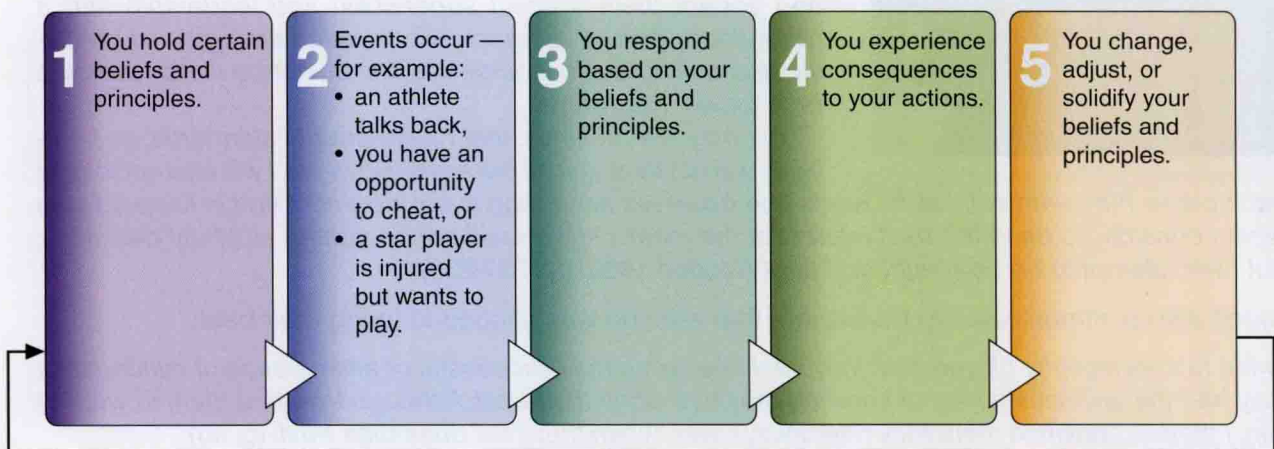 1
You hold certain
beliefs and
principles.
2
Events occur —
for example:
• an athlete
talks back,
• you have an
opportunity
to cheat, or
• a star player
is injured
but wants to
play.
3
You respond
based on your
beliefs and
principles.
4
You experience
consequences
to your actions.
5
You change,
adjust, or
solidify your
beliefs and
principles.